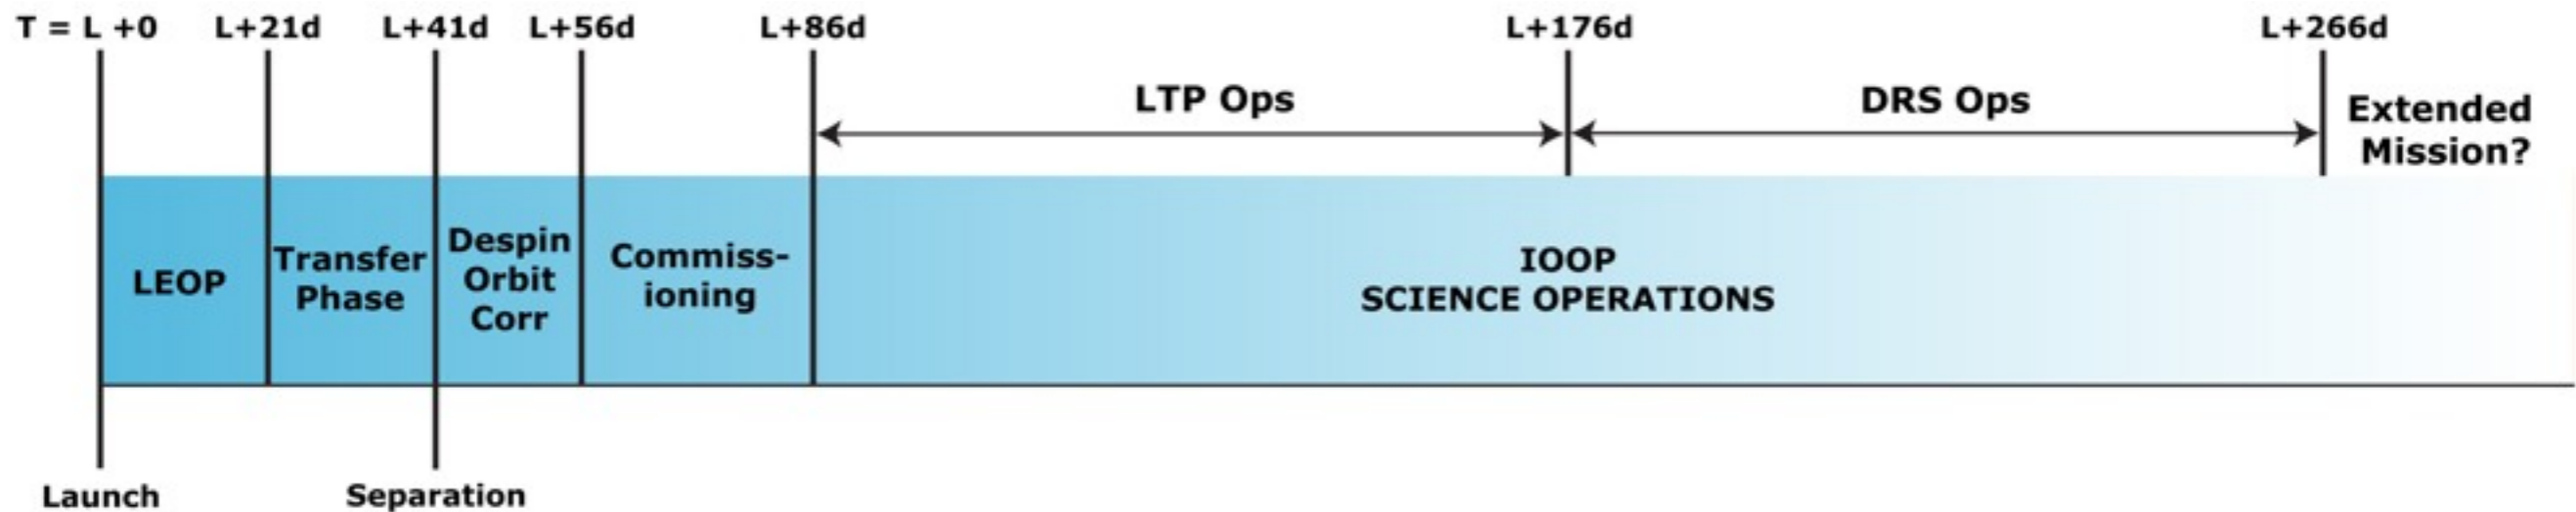 T = L +0
L+21d
L+41d
L+56d
L+86d
L+176d
L+266d
LTP Ops
DRS Ops
Extended
Mission?
LEOP
Transfer
Phase
Despin
Orbit
Corr
Commiss-
ioning
IOOP
SCIENCE OPERATIONS
Launch
Separation